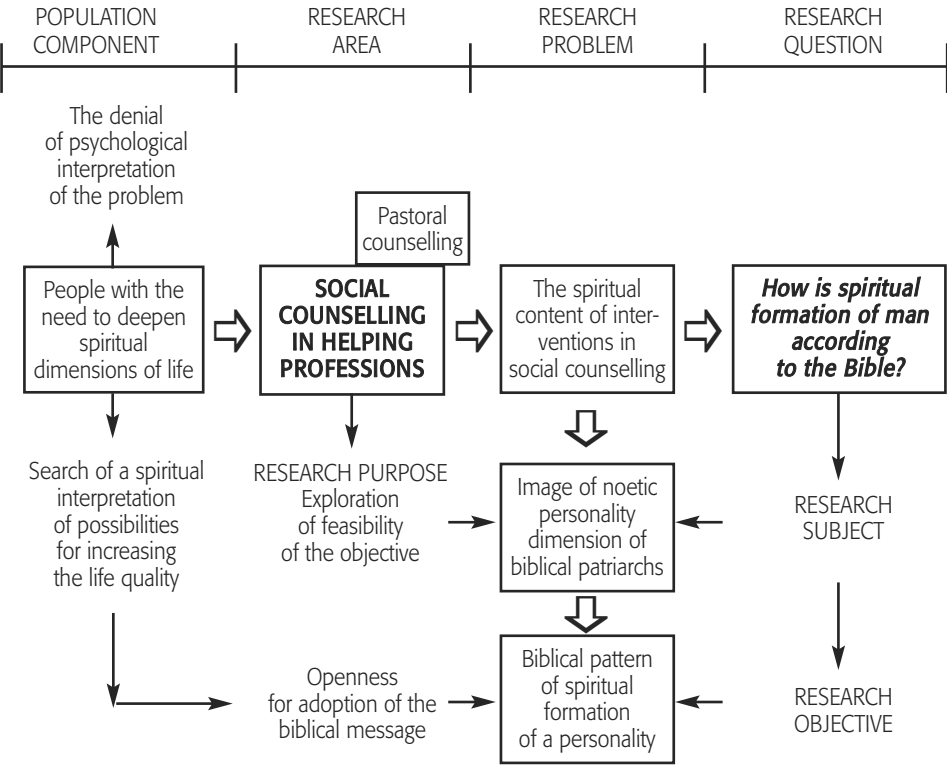 POPULATION
COMPONENT
RESEARCH
AREA
RESEARCH
PROBLEM
RESEARCH
QUESTION
The denial
of psychological
interpretation
of the problem
Pastoral
counselling
People with the
need to deepen
spiritual
dimensions of life
SOCIAL
COUNSELLING
IN HELPING
PROFESSIONS
The spiritual
content of inter-
ventions in
social counselling
How is spiritual
formation of man
according
to the Bible?
Search of a spiritual
interpretation
of possibilities
for increasing
the life quality
RESEARCH PURPOSE
Exploration
of feasibility
of the objective
Image of noetic
personality
dimension of
biblical patriarchs
RESEARCH
SUBJECT
Openness
for adoption of the
biblical message
Biblical pattern
of spiritual
formation
of a personality
RESEARCH
OBJECTIVE